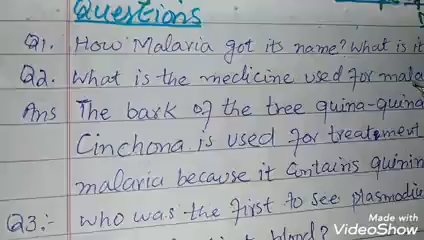 Questions
Q1. How Malaria got its name? What is it
Q2. What is the medicine used for mala
Ans The bark of the tree quina-quina
Cinchona is used for treatement
malaria because it contains quinin
Q3:- who was the first to see plasmodiu
blood?
Made with
VideoShow